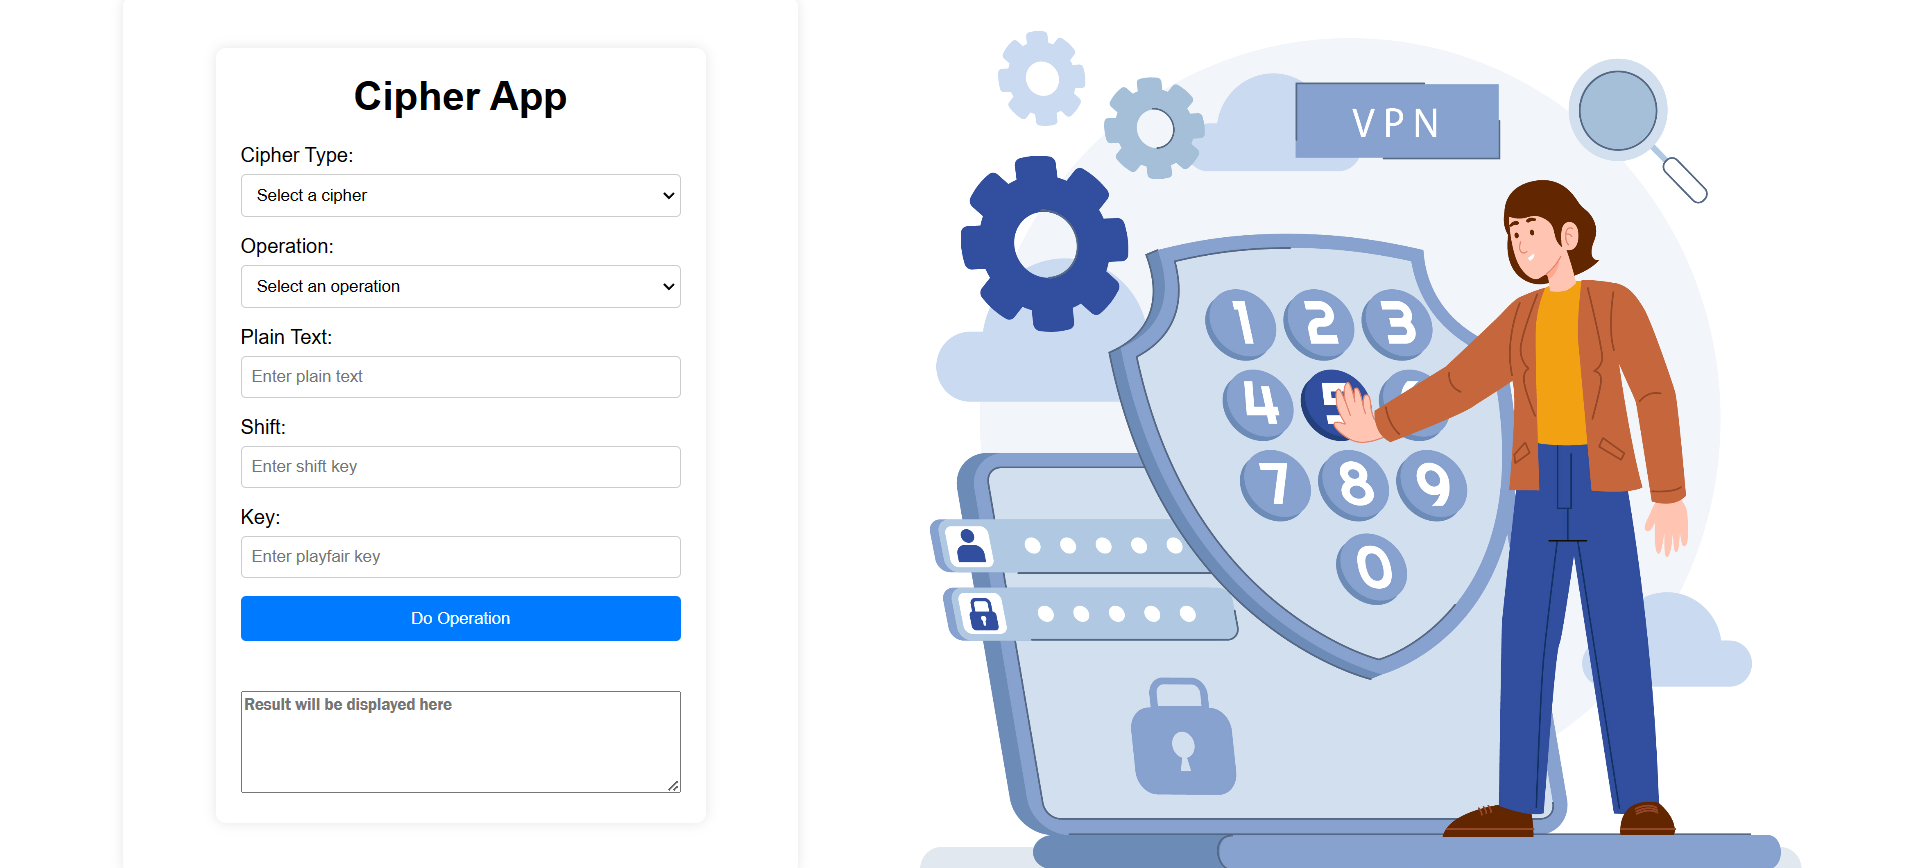 Cipher App
Cipher Type:
Select a cipher
Operation:
Select an operation
Plain Text:
Enter plain text
Shift:
Enter shift key
Key:
Enter playfair key
Do Operation
Result will be displayed here
VPN
1 2 3
4 5
7 8 9
0